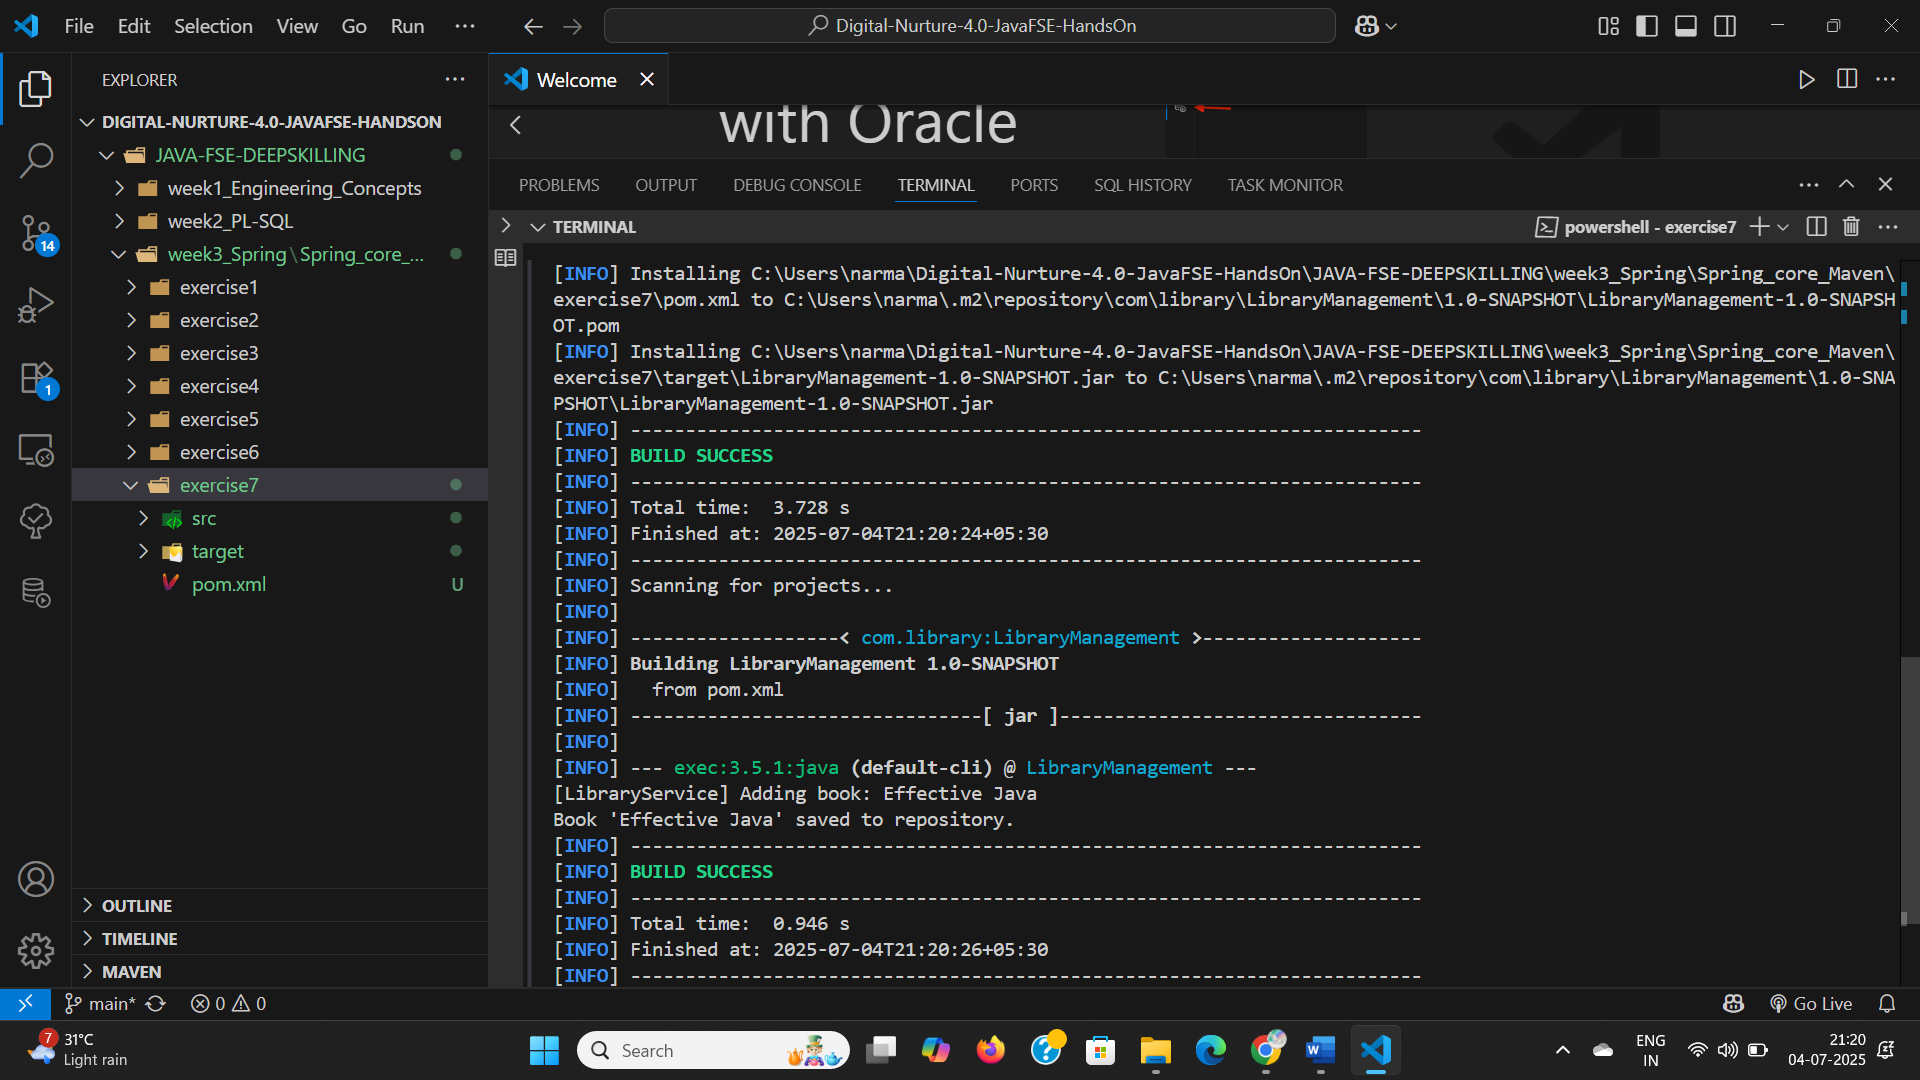 File Edit Selection View Go Run ··· Digital-Nurture-4.0-JavaFSE-HandsOn
EXPLORER
Welcome
with Oracle
DIGITAL-NURTURE-4.0-JAVAFSE-HANDSON
JAVA-FSE-DEEPSKILLING
week1_Engineering_Concepts
week2_PL-SQL
week3_Spring\Spring_core_...
exercise1
exercise2
exercise3
exercise4
exercise5
exercise6
exercise7
src
target
pom.xml U
14
1
OUTLINE
TIMELINE
MAVEN
PROBLEMS OUTPUT DEBUG CONSOLE TERMINAL PORTS SQL HISTORY TASK MONITOR
TERMINAL powershell - exercise7
[INFO] Installing C:\Users\narma\Digital-Nurture-4.0-JavaFSE-HandsOn\JAVA-FSE-DEEPSKILLING\week3_Spring\Spring_core_Maven\
exercise7\pom.xml to C:\Users\narma\.m2\repository\com\library\LibraryManagement\1.0-SNAPSHOT\LibraryManagement-1.0-SNAPSH
OT.pom
[INFO] Installing C:\Users\narma\Digital-Nurture-4.0-JavaFSE-HandsOn\JAVA-FSE-DEEPSKILLING\week3_Spring\Spring_core_Maven\
exercise7\target\LibraryManagement-1.0-SNAPSHOT.jar to C:\Users\narma\.m2\repository\com\library\LibraryManagement\1.0-SNA
PSHOT\LibraryManagement-1.0-SNAPSHOT.jar
[INFO] ------------------------------------------------------------------------
[INFO] BUILD SUCCESS
[INFO] ------------------------------------------------------------------------
[INFO] Total time:  3.728 s
[INFO] Finished at: 2025-07-04T21:20:24+05:30
[INFO] ------------------------------------------------------------------------
[INFO] Scanning for projects...
[INFO]
[INFO] -------------------< com.library:LibraryManagement >--------------------
[INFO] Building LibraryManagement 1.0-SNAPSHOT
[INFO]   from pom.xml
[INFO] --------------------------------[ jar ]---------------------------------
[INFO]
[INFO] --- exec:3.5.1:java (default-cli) @ LibraryManagement ---
[LibraryService] Adding book: Effective Java
Book 'Effective Java' saved to repository.
[INFO] ------------------------------------------------------------------------
[INFO] BUILD SUCCESS
[INFO] ------------------------------------------------------------------------
[INFO] Total time:  0.946 s
[INFO] Finished at: 2025-07-04T21:20:26+05:30
[INFO] ------------------------------------------------------------------------
main* 0 0 Go Live
7 31°C
Light rain
Search
ENG
IN
21:20
04-07-2025